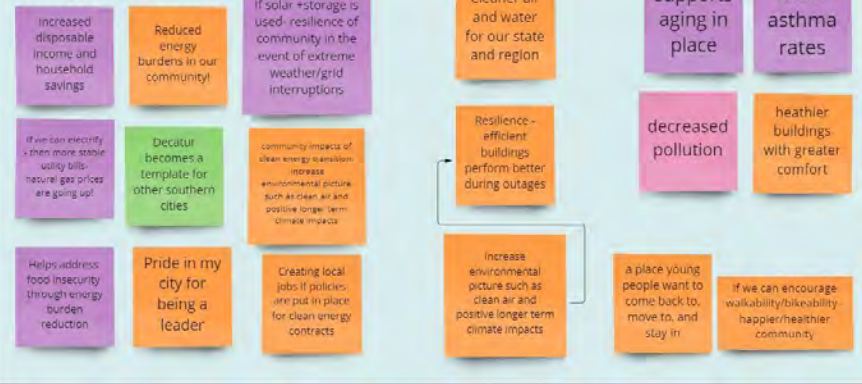 Increased
disposable
income and
household
savings
Reduced
energy
burdens in our
community!
If solar +storage is
used- resilience of
community in the
event of extreme
weather/grid
interruptions
cleaner air
and water
for our state
and region
supports
aging in
place
asthma
rates
If we can electrify
- then more stable
utility bills-
natural gas prices
are going up!
Decatur
becomes a
template for
other southern
cities
community impacts of
clean energy transition:
increase
environmental picture
such as clean air and
positive longer term
climate impacts
Resilience -
efficient
buildings
perform better
during outages
decreased
pollution
heathier
buildings
with greater
comfort
Helps address
food insecurity
through energy
burden
reduction
Pride in my
city for
being a
leader
Creating local
jobs if policies
are put in place
for clean energy
contracts
Increase
environmental
picture such as
clean air and
positive longer term
climate impacts
a place young
people want to
come back to,
move to, and
stay in
If we can encourage
walkability/bikeability -
happier/healthier
community